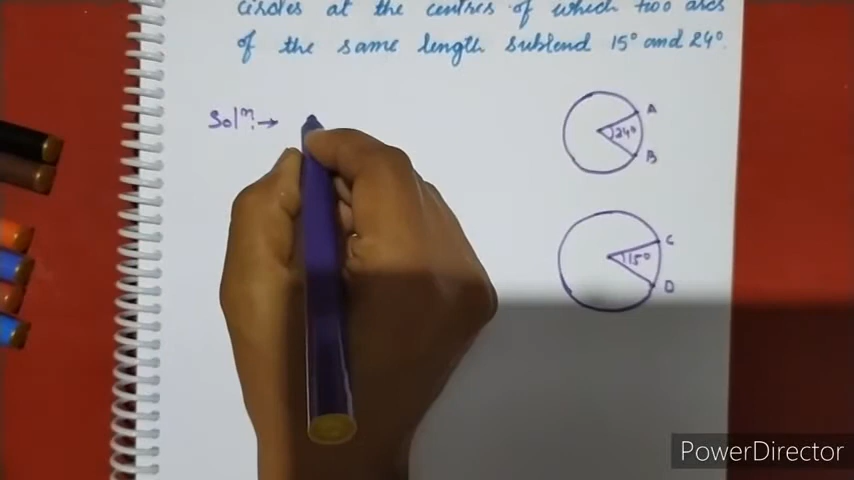 circles at the centres of which two arcs
of the same length subtend 15° and 24°.
Solⁿ. →
A
24°
B
C
15°
D
PowerDirector